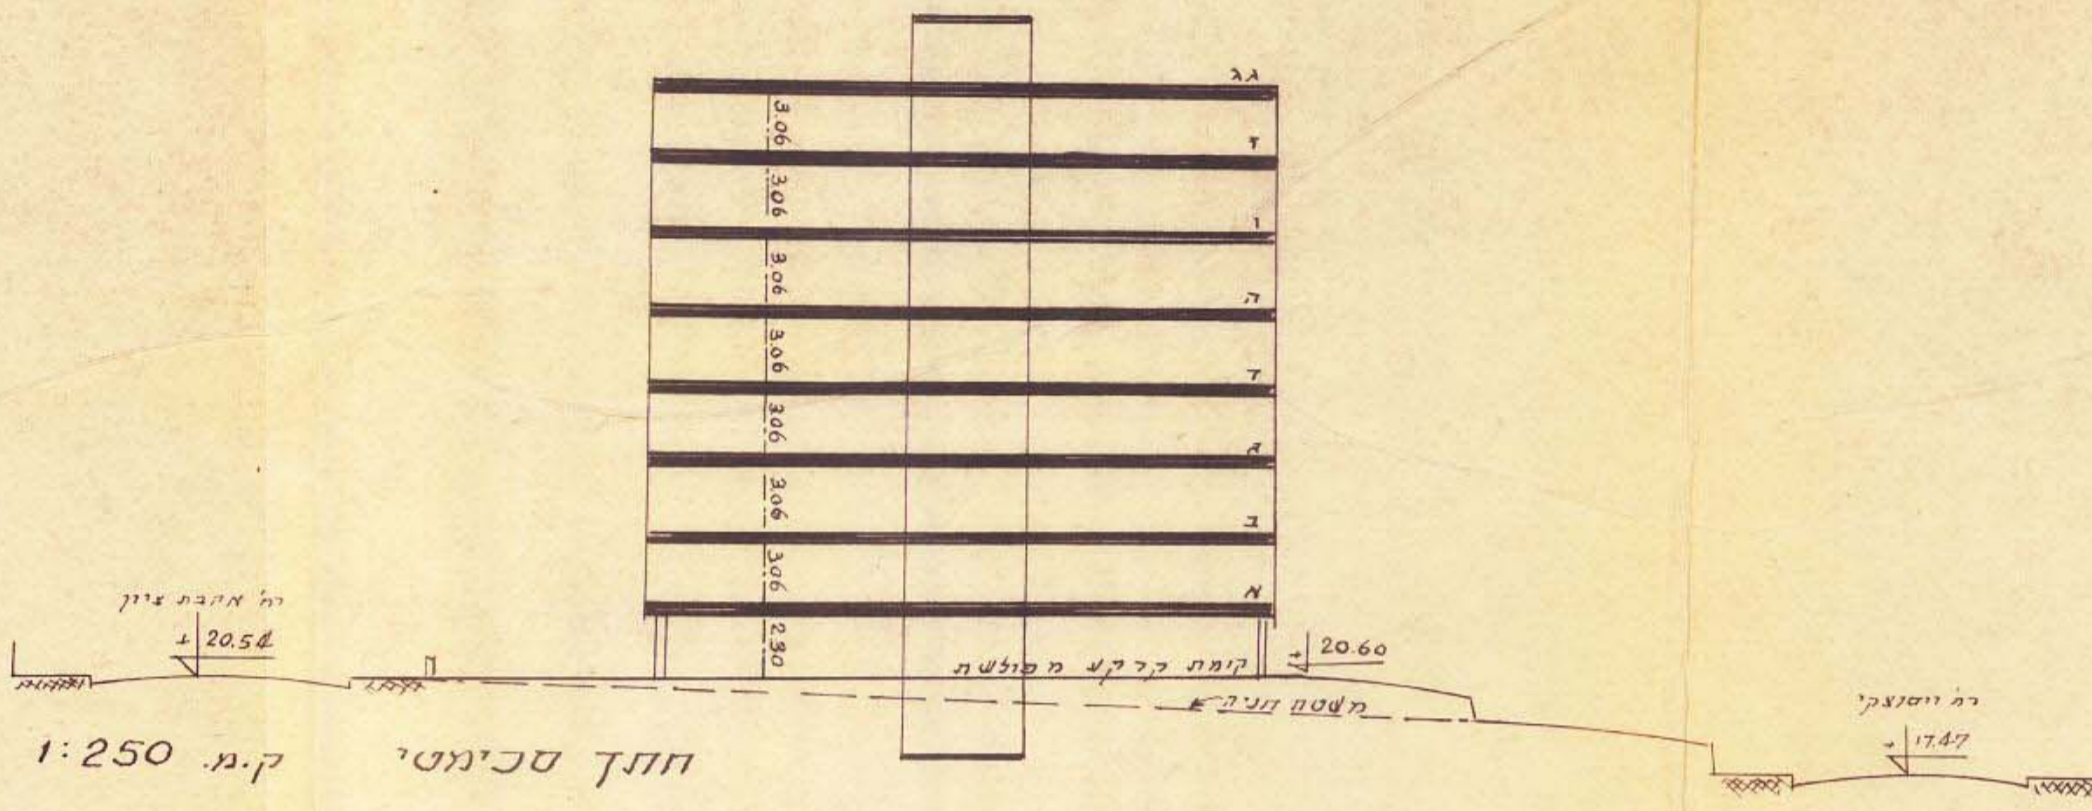 גג
3.06
ז
3.06
ו
3.06
ה
3.06
ד
3.06
ג
3.06
ב
3.06
א
רח' אהבת ציון
+ 20.54
2.30
קומת קרקע מפולשת
+ 20.60
משטח חניה
רח' ויסוצקי
+ 17.47
חתך סכימטי ק.מ. 1:250